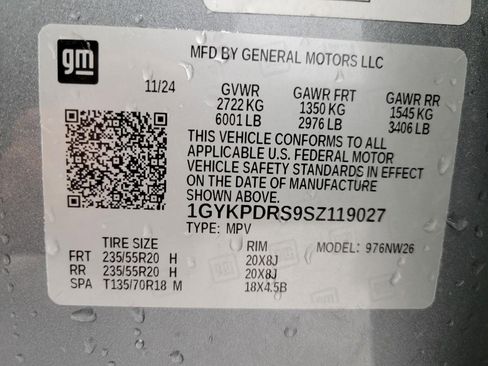 gm
MFD BY GENERAL MOTORS LLC
11/24 GVWR GAWR FRT GAWR RR
2722 KG 1350 KG 1545 KG
6001 LB 2976 LB 3406 LB
THIS VEHICLE CONFORMS TO ALL
APPLICABLE U.S. FEDERAL MOTOR
VEHICLE SAFETY STANDARDS IN EFFECT
ON THE DATE OF MANUFACTURE
SHOWN ABOVE.
1GYKPDRS9SZ119027
TYPE: MPV
TIRE SIZE RIM MODEL: 976NW26
FRT 235/55R20 H 20X8J
RR 235/55R20 H 20X8J
SPA T135/70R18 M 18X4.5B